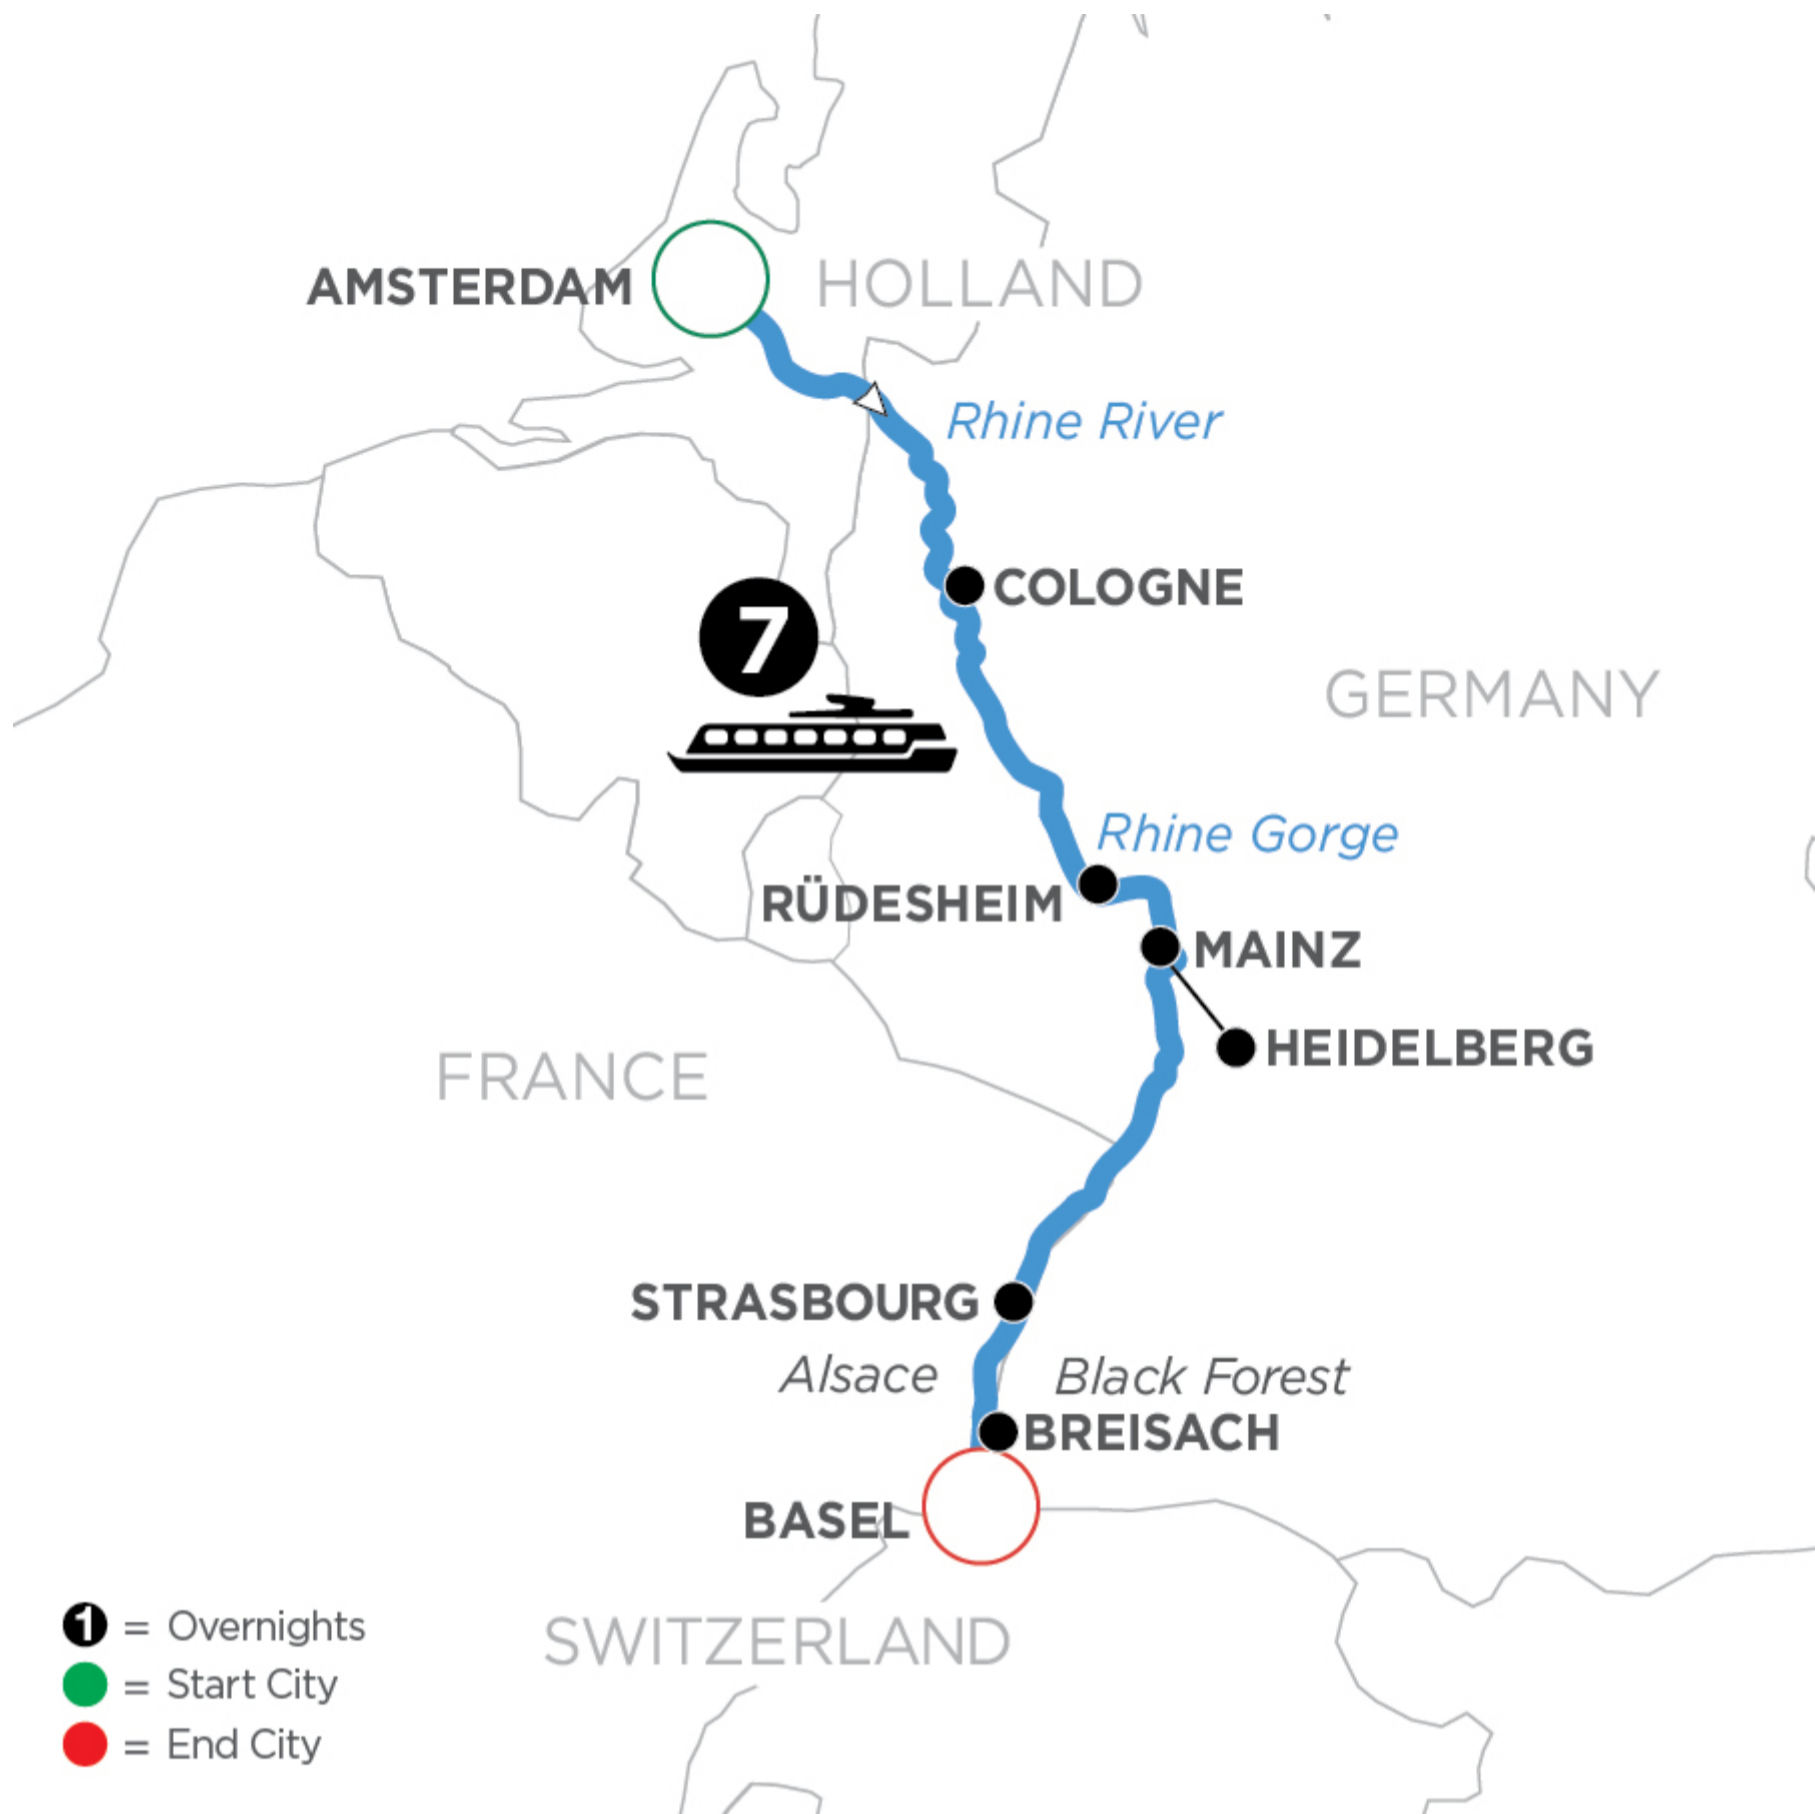 AMSTERDAM
HOLLAND
Rhine River
COLOGNE
7
GERMANY
Rhine Gorge
RÜDESHEIM
MAINZ
HEIDELBERG
FRANCE
STRASBOURG
Alsace
Black Forest
BREISACH
BASEL
SWITZERLAND
1 = Overnights
= Start City
= End City